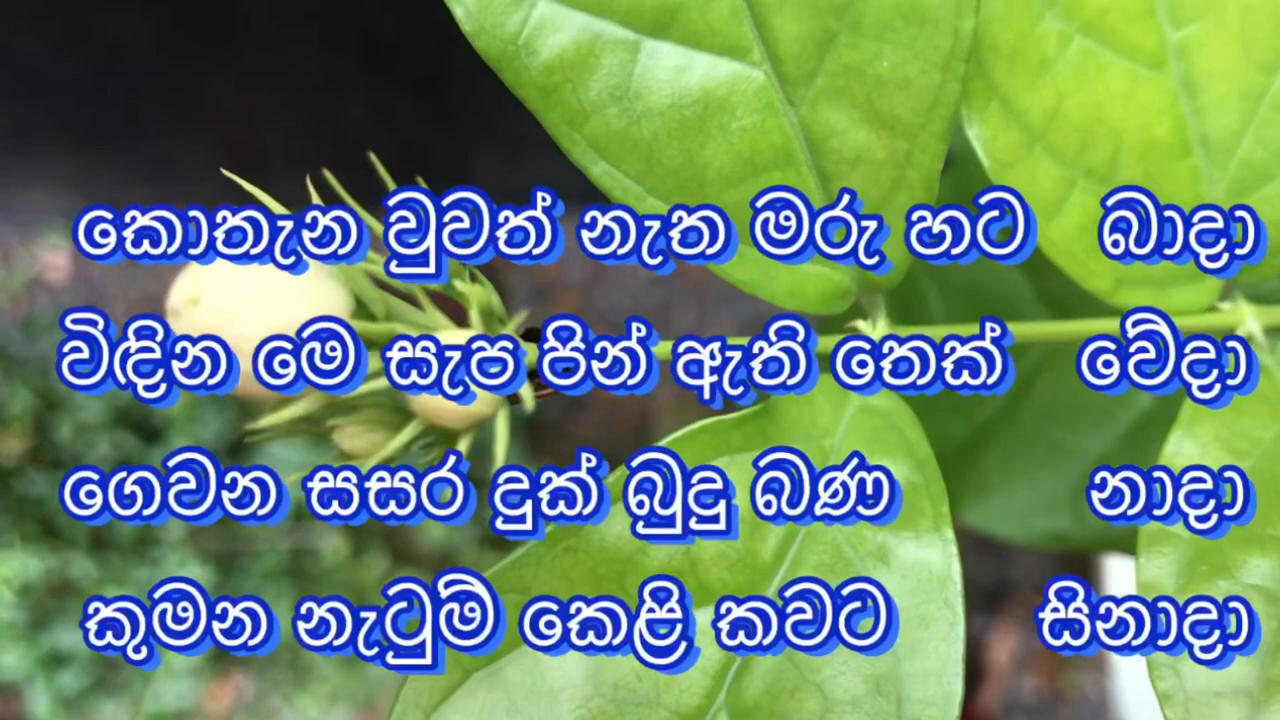 කොතැන වුවත් නැත මරු හට බාදා
විඳින මෙ සැප පින් ඇති තෙක් වේදා
ගෙවන සසර දුක් බුදු බණ නාදා
කුමන නැටුම් කෙළි කවට සිනාදා